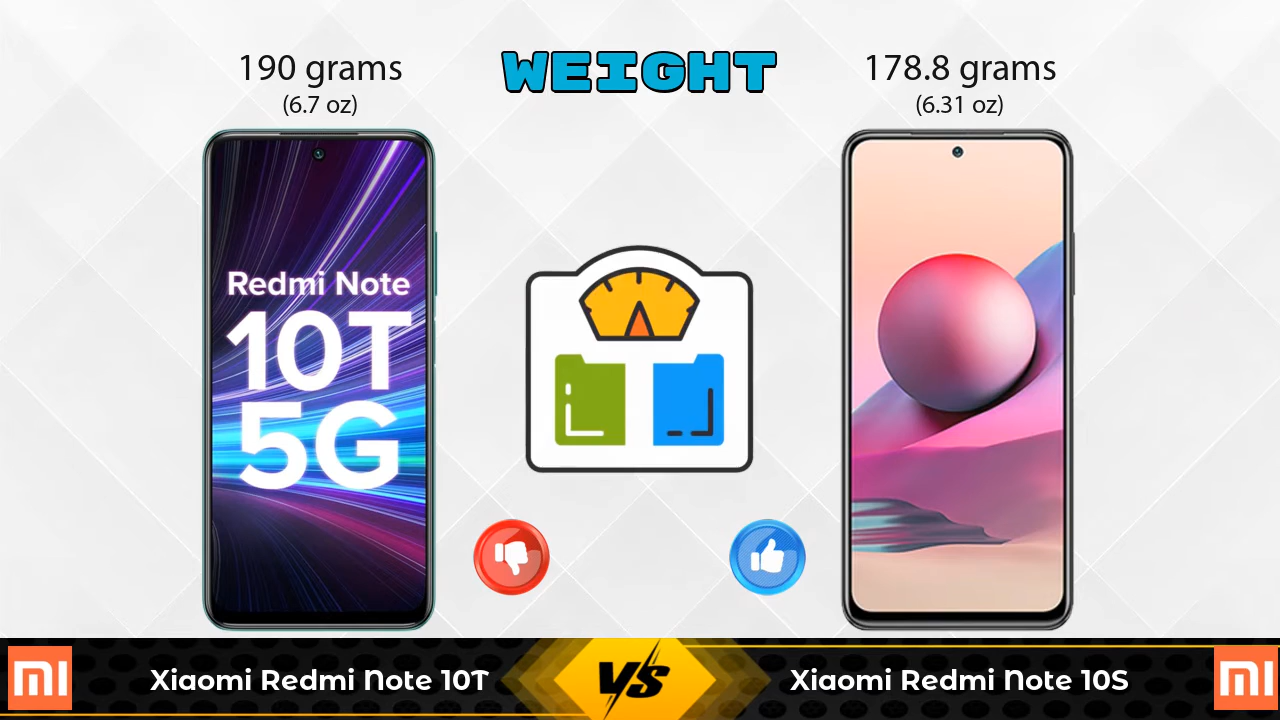 WEIGHT
190 grams
(6.7 oz)
178.8 grams
(6.31 oz)
Redmi Note
10T
5G
mi
Xiaomi Redmi Note 10T
VS
Xiaomi Redmi Note 10S
mi